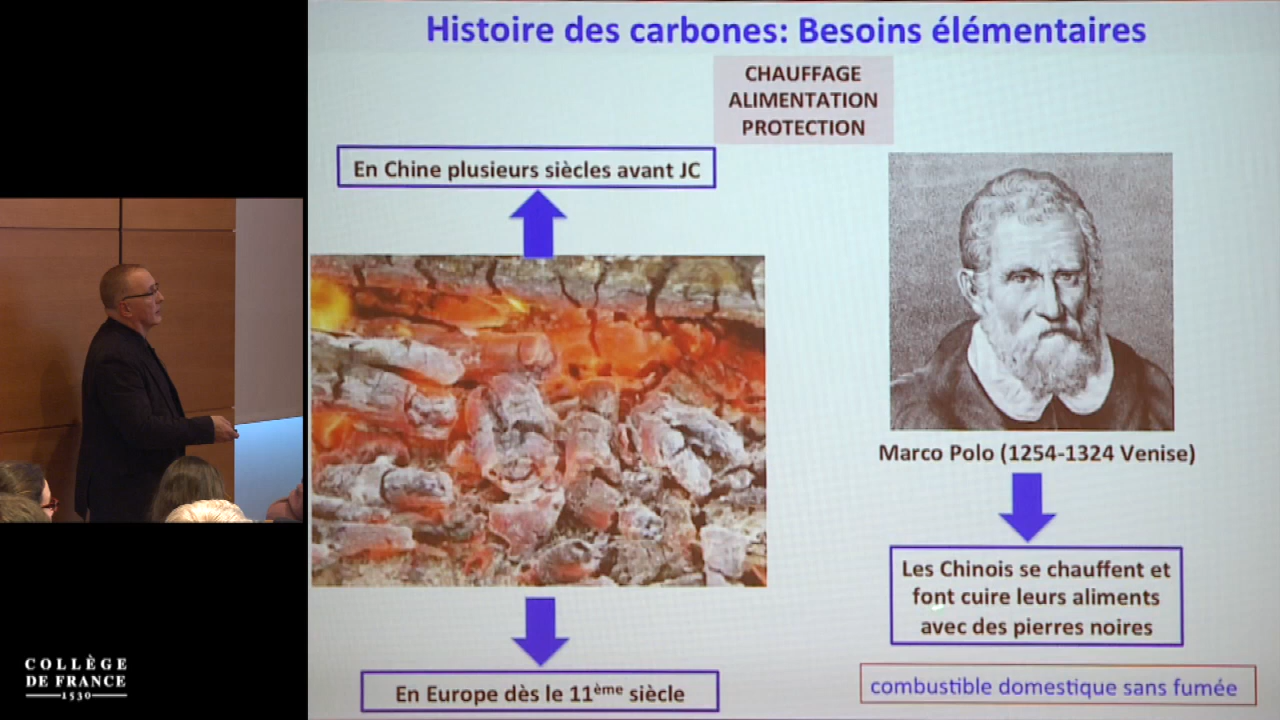 Histoire des carbones: Besoins élémentaires
CHAUFFAGE
ALIMENTATION
PROTECTION
En Chine plusieurs siècles avant JC
Marco Polo (1254-1324 Venise)
Les Chinois se chauffent et
font cuire leurs aliments
avec des pierres noires
En Europe dès le 11ème siècle
combustible domestique sans fumée
COLLÈGE
DE FRANCE
1530